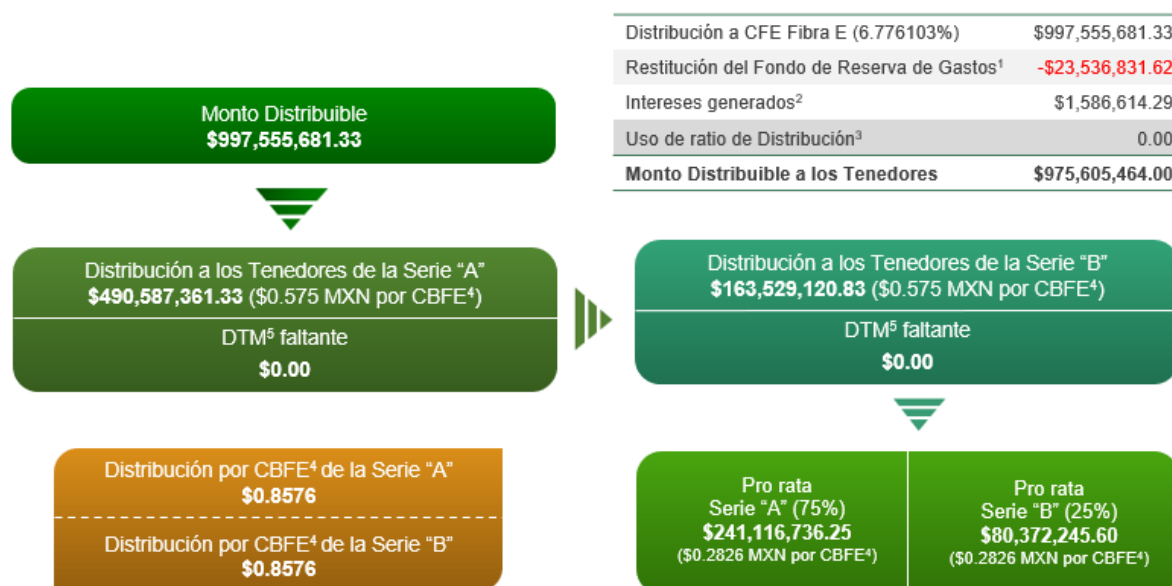 Distribución a CFE Fibra E (6.776103%) $997,555,681.33
Restitución del Fondo de Reserva de Gastos¹ -$23,536,831.62
Intereses generados² $1,586,614.29
Uso de ratio de Distribución³ 0.00
Monto Distribuible a los Tenedores $975,605,464.00
Monto Distribuible
$997,555,681.33
Distribución a los Tenedores de la Serie “A”
$490,587,361.33 ($0.575 MXN por CBFE⁴)
DTM⁵ faltante
$0.00
Distribución a los Tenedores de la Serie “B”
$163,529,120.83 ($0.575 MXN por CBFE⁴)
DTM⁵ faltante
$0.00
Distribución por CBFE⁴ de la Serie “A”
$0.8576
Distribución por CBFE⁴ de la Serie “B”
$0.8576
Pro rata
Serie “A” (75%)
$241,116,736.25
($0.2826 MXN por CBFE⁴)
Pro rata
Serie “B” (25%)
$80,372,245.60
($0.2826 MXN por CBFE⁴)